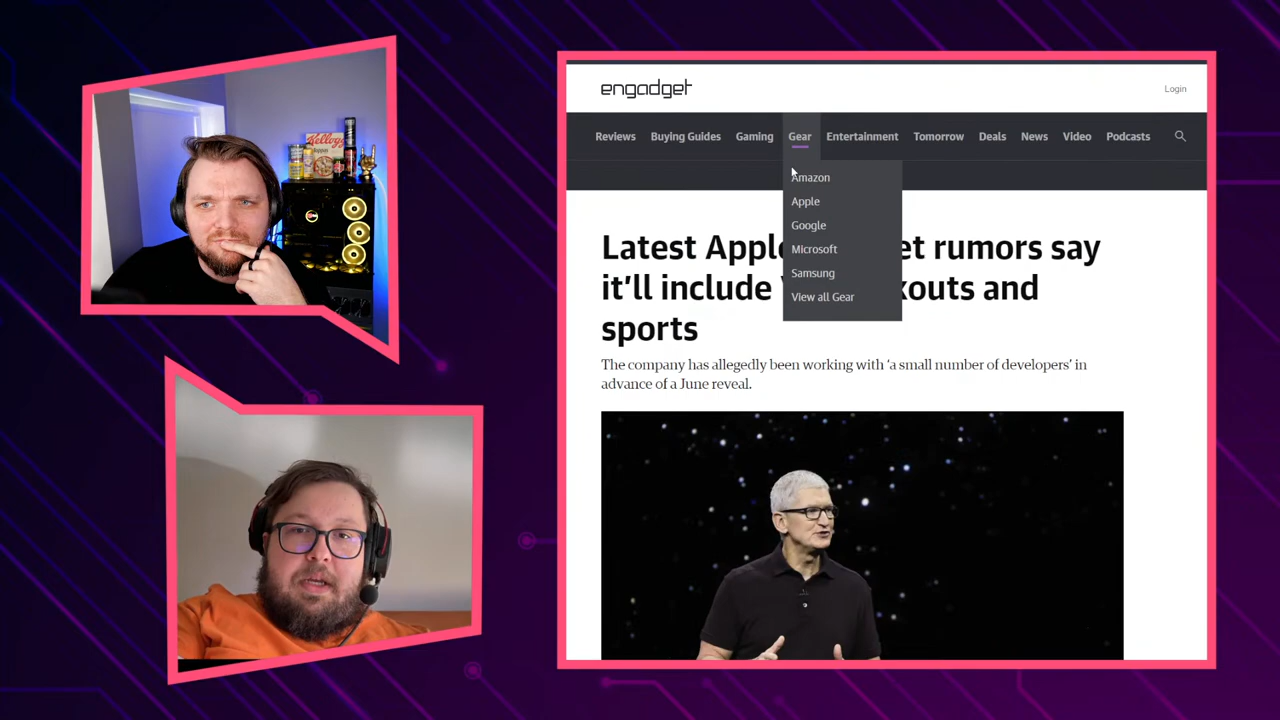 Kellogg's
engadget
Login
Reviews Buying Guides Gaming Gear Entertainment Tomorrow Deals News Video Podcasts
Amazon
Apple
Google
Microsoft
Samsung
View all Gear
Latest Appl et rumors say
it'll include kouts and
sports
The company has allegedly been working with 'a small number of developers' in
advance of a June reveal.